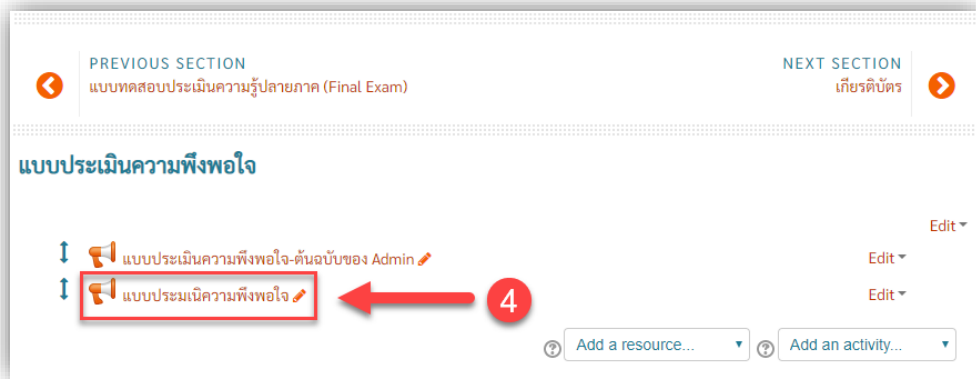 PREVIOUS SECTION
แบบทดสอบประเมินความรู้ปลายภาค (Final Exam)
NEXT SECTION
เกียรติบัตร
แบบประเมินความพึงพอใจ
Edit
แบบประเมินความพึงพอใจ-ต้นฉบับของ Admin
Edit
แบบประมเนิความพึงพอใจ
Edit
4
Add a resource...
Add an activity...